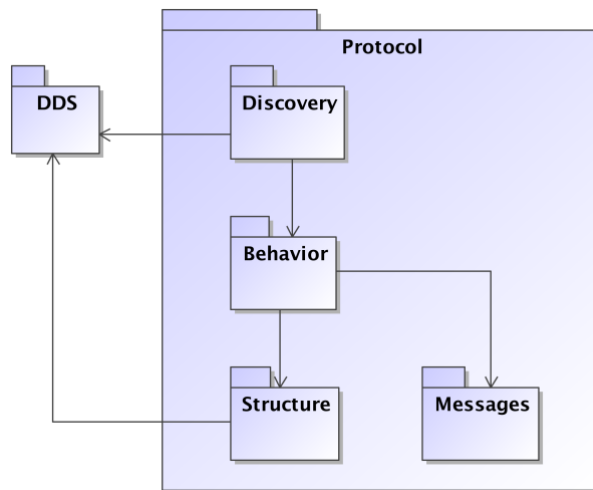 Protocol
DDS
Discovery
Behavior
Structure
Messages